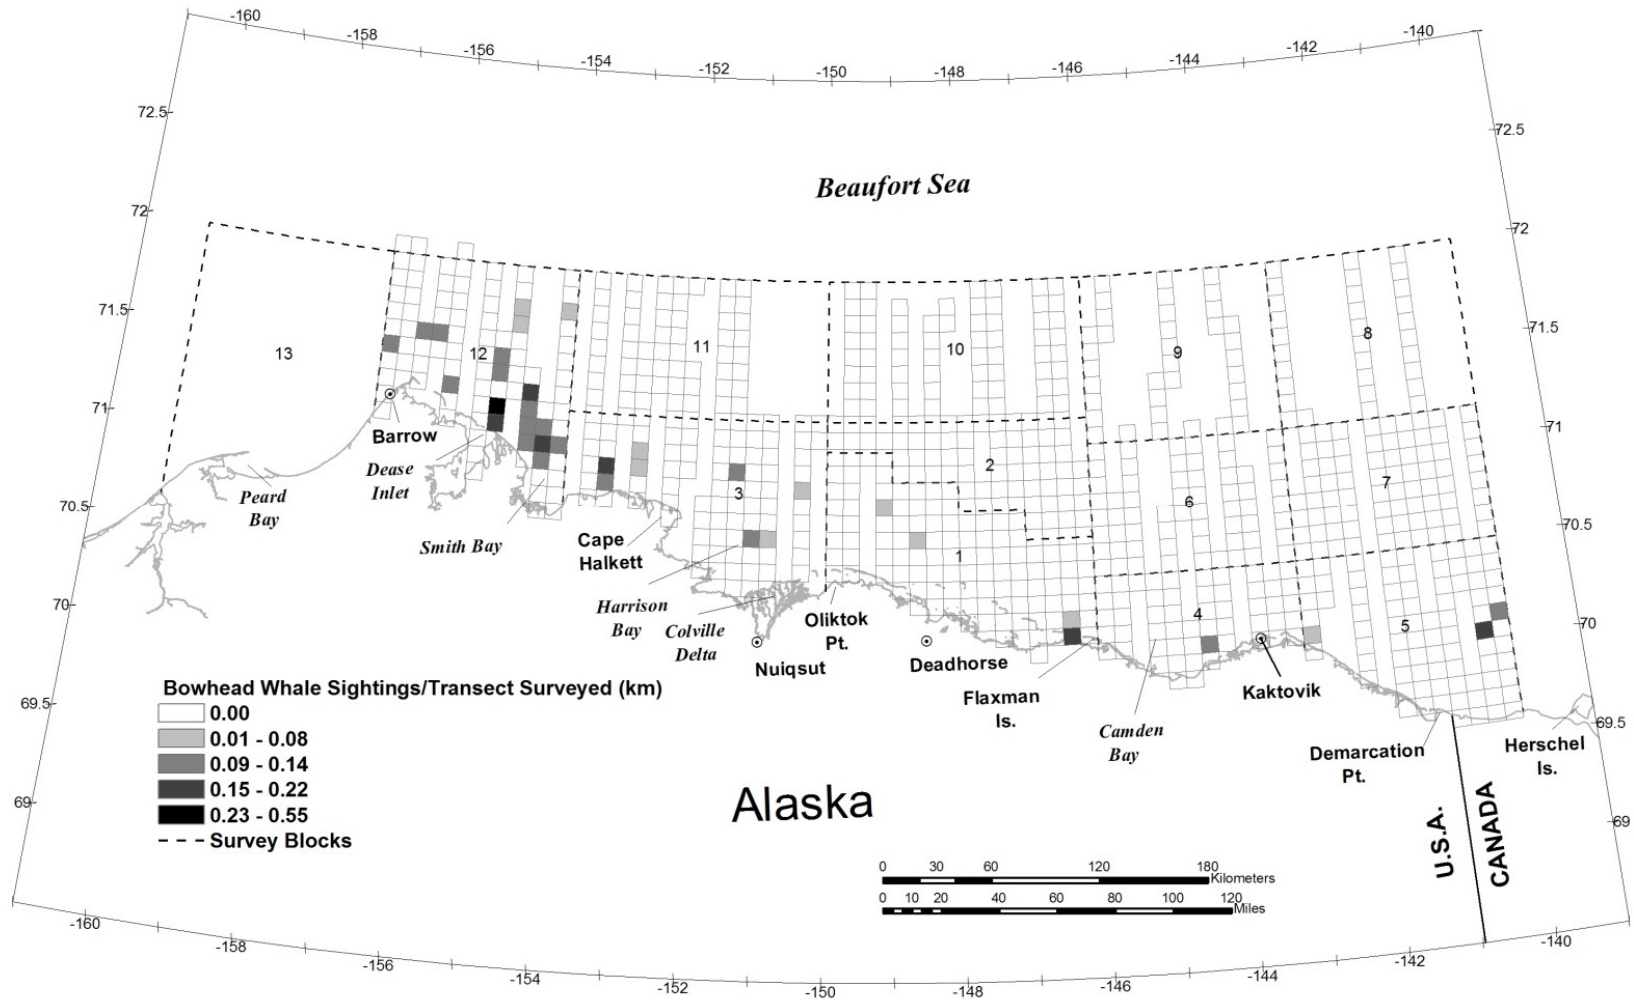 -160
-158
-156
-154
-152
-150
-148
-146
-144
-142
-140
72.5
72.5
Beaufort Sea
72
72
71.5
71.5
13
12
11
10
9
8
71
71
Barrow
Dease
Inlet
Peard
Bay
Smith Bay
3
2
6
7
70.5
70.5
Cape
Halkett
1
Harrison
Bay
Colville
Delta
Oliktok
Pt.
Nuiqsut
Deadhorse
Flaxman
Is.
4
5
70
70
Kaktovik
Camden
Bay
Demarcation
Pt.
Herschel
Is.
69.5
69.5
Bowhead Whale Sightings/Transect Surveyed (km)
0.00
0.01 - 0.08
0.09 - 0.14
0.15 - 0.22
0.23 - 0.55
Survey Blocks
Alaska
U.S.A.
CANADA
69
69
0 30 60 120 180
Kilometers
0 10 20 40 60 80 100 120
Miles
-160
-158
-156
-154
-152
-150
-148
-146
-144
-142
-140